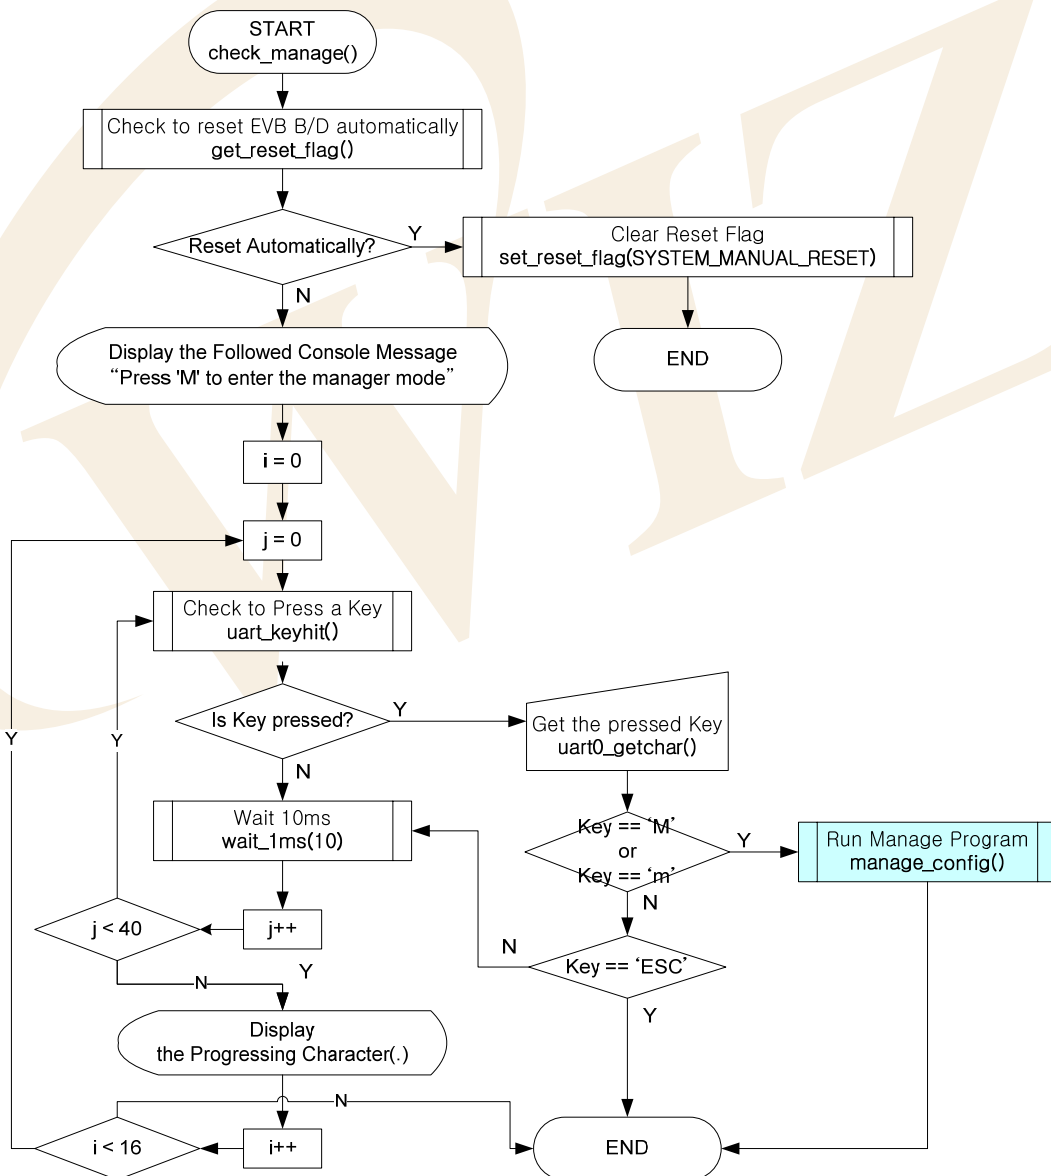 START
check_manage()
Check to reset EVB B/D automatically
get_reset_flag()
Reset Automatically?
Y
Clear Reset Flag
set_reset_flag(SYSTEM_MANUAL_RESET)
N
END
Display the Followed Console Message
“Press 'M' to enter the manager mode”
i = 0
j = 0
Check to Press a Key
uart_keyhit()
Is Key pressed?
Y
Get the pressed Key
uart0_getchar()
Y
Y
N
Wait 10ms
wait_1ms(10)
Key == ‘M’
or
Key == ‘m’
Y
Run Manage Program
manage_config()
N
j < 40
j++
N
Key == ‘ESC’
Y
N
Y
Display
the Progressing Character(.)
N
i < 16
i++
END
WIZ